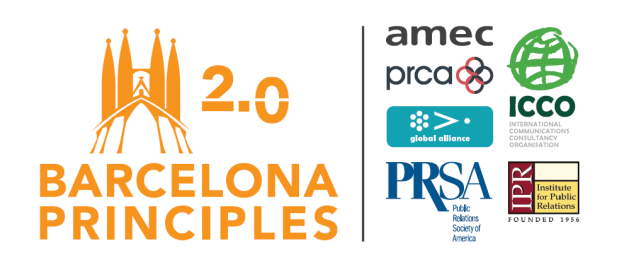 2.0
BARCELONA
PRINCIPLES
amec
prca
global alliance
ICCO
INTERNATIONAL
COMMUNICATIONS
CONSULTANCY
ORGANISATION
PRSA
Public
Relations
Society of
America
IPR
Institute
for Public
Relations
FOUNDED 1956